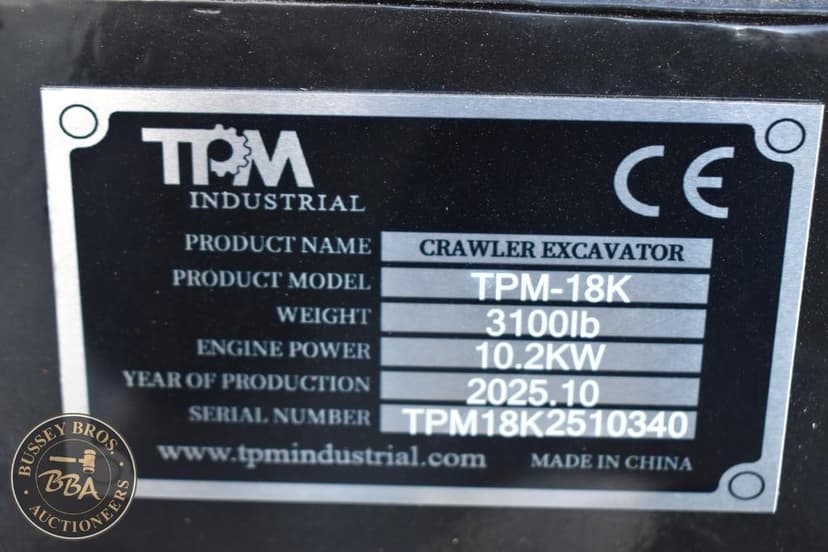 TPM
INDUSTRIAL
CE
PRODUCT NAME CRAWLER EXCAVATOR
PRODUCT MODEL TPM-18K
WEIGHT 3100lb
ENGINE POWER 10.2KW
YEAR OF PRODUCTION 2025.10
SERIAL NUMBER TPM18K2510340
www.tpmindustrial.com MADE IN CHINA
BUSSEY BROS.
BBA
AUCTIONEERS